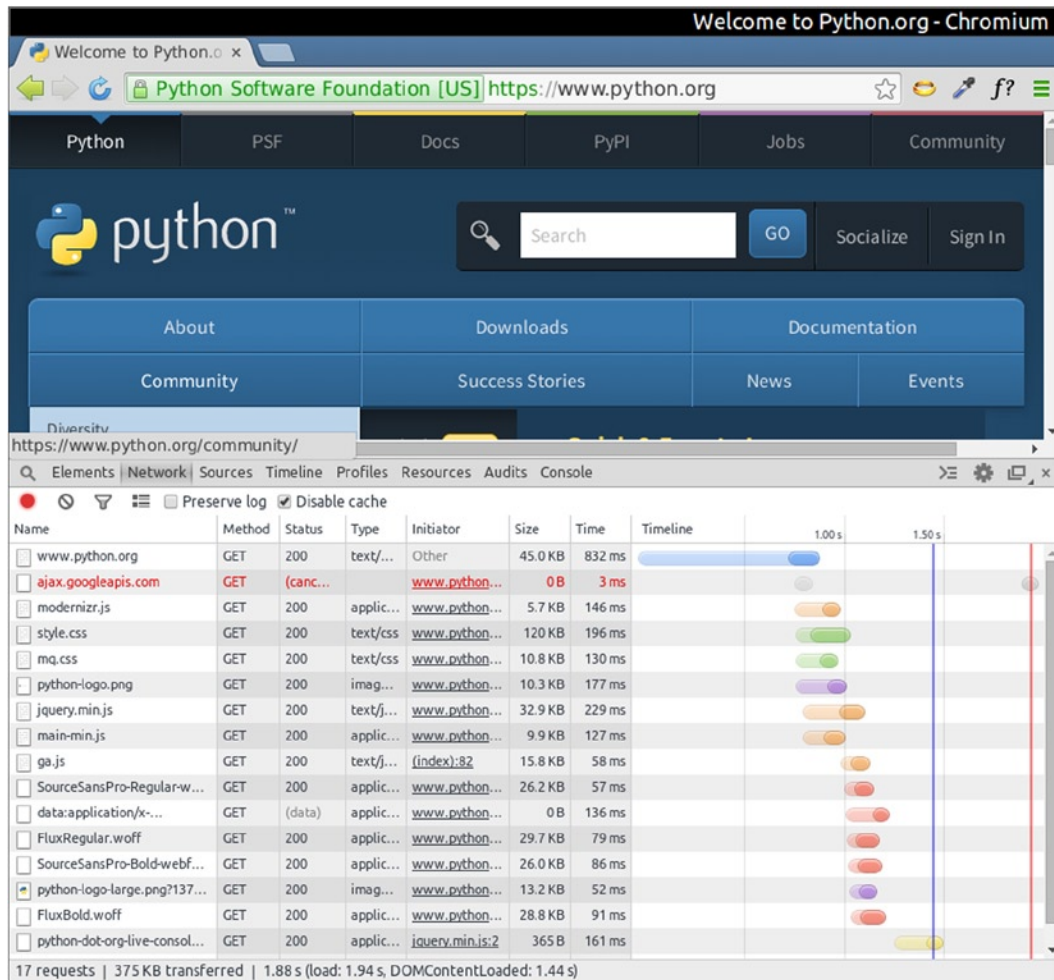 Welcome to Python.org - Chromium
Welcome to Python.o ×
Python Software Foundation [US] https://www.python.org f?
Python PSF Docs PyPI Jobs Community
python™ Search GO Socialize Sign In
About Downloads Documentation
Community Success Stories News Events
Diversity
https://www.python.org/community/
Elements Network Sources Timeline Profiles Resources Audits Console
Preserve log Disable cache
Name Method Status Type Initiator Size Time Timeline 1.00 s 1.50 s
www.python.org GET 200 text/... Other 45.0 KB 832 ms
ajax.googleapis.com GET (canc... www.python... 0 B 3 ms
modernizr.js GET 200 applic... www.python... 5.7 KB 146 ms
style.css GET 200 text/css www.python... 120 KB 196 ms
mq.css GET 200 text/css www.python... 10.8 KB 130 ms
python-logo.png GET 200 imag... www.python... 10.3 KB 177 ms
jquery.min.js GET 200 text/j... www.python... 32.9 KB 229 ms
main-min.js GET 200 applic... www.python... 9.9 KB 127 ms
ga.js GET 200 text/j... (index):82 15.8 KB 58 ms
SourceSansPro-Regular-w... GET 200 applic... www.python... 26.2 KB 57 ms
data:application/x-... GET (data) applic... www.python... 0 B 136 ms
FluxRegular.woff GET 200 applic... www.python... 29.7 KB 79 ms
SourceSansPro-Bold-webf... GET 200 applic... www.python... 26.0 KB 86 ms
python-logo-large.png?137... GET 200 imag... www.python... 13.2 KB 52 ms
FluxBold.woff GET 200 applic... www.python... 28.8 KB 91 ms
python-dot-org-live-consol... GET 200 applic... jquery.min.js:2 365 B 161 ms
17 requests | 375 KB transferred | 1.88 s (load: 1.94 s, DOMContentLoaded: 1.44 s)